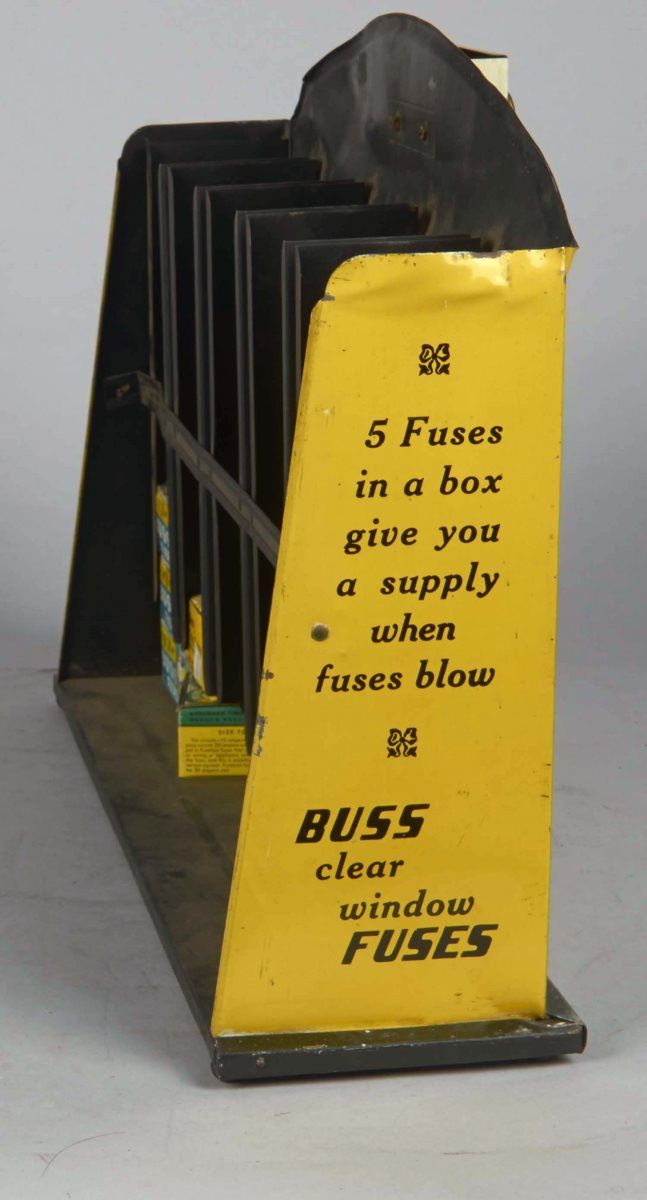 5 Fuses
in a box
give you
a supply
when
fuses blow
BUSS
clear
window
FUSES